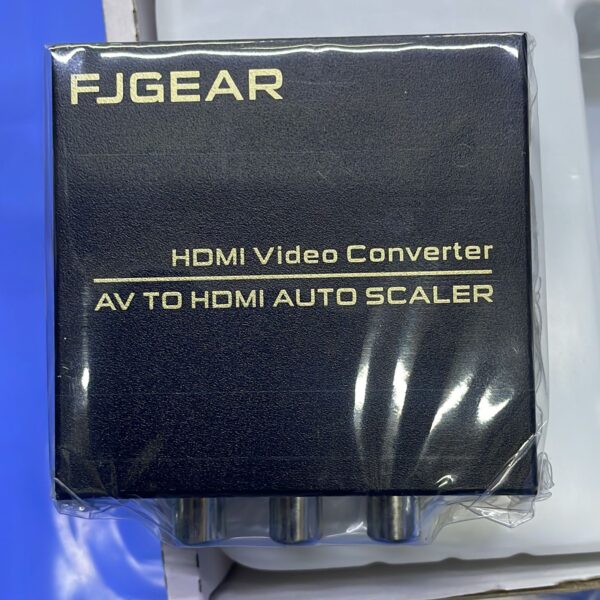 FJGEAR
HDMI Video Converter
AV TO HDMI AUTO SCALER